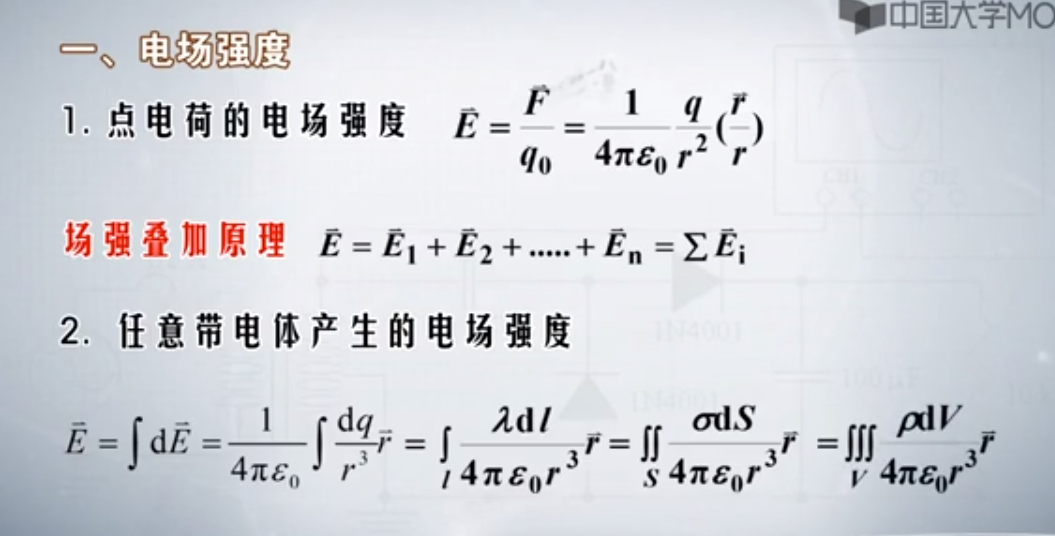 中国大学MO
一、电场强度
1. 点电荷的电场强度 $\vec{E} = \frac{\vec{F}}{q_0} = \frac{1}{4\pi\varepsilon_0} \frac{q}{r^2} (\frac{\vec{r}}{r})$
场强叠加原理 $\vec{E} = \vec{E}_1 + \vec{E}_2 + ..... + \vec{E}_n = \sum \vec{E}_i$
2. 任意带电体产生的电场强度
$\vec{E} = \int d\vec{E} = \frac{1}{4\pi\varepsilon_0} \int \frac{dq}{r^3} \vec{r} = \int_l \frac{\lambda dl}{4\pi\varepsilon_0 r^3} \vec{r} = \iint_S \frac{\sigma dS}{4\pi\varepsilon_0 r^3} \vec{r} = \iiint_V \frac{\rho dV}{4\pi\varepsilon_0 r^3} \vec{r}$
1N4001
1N4001